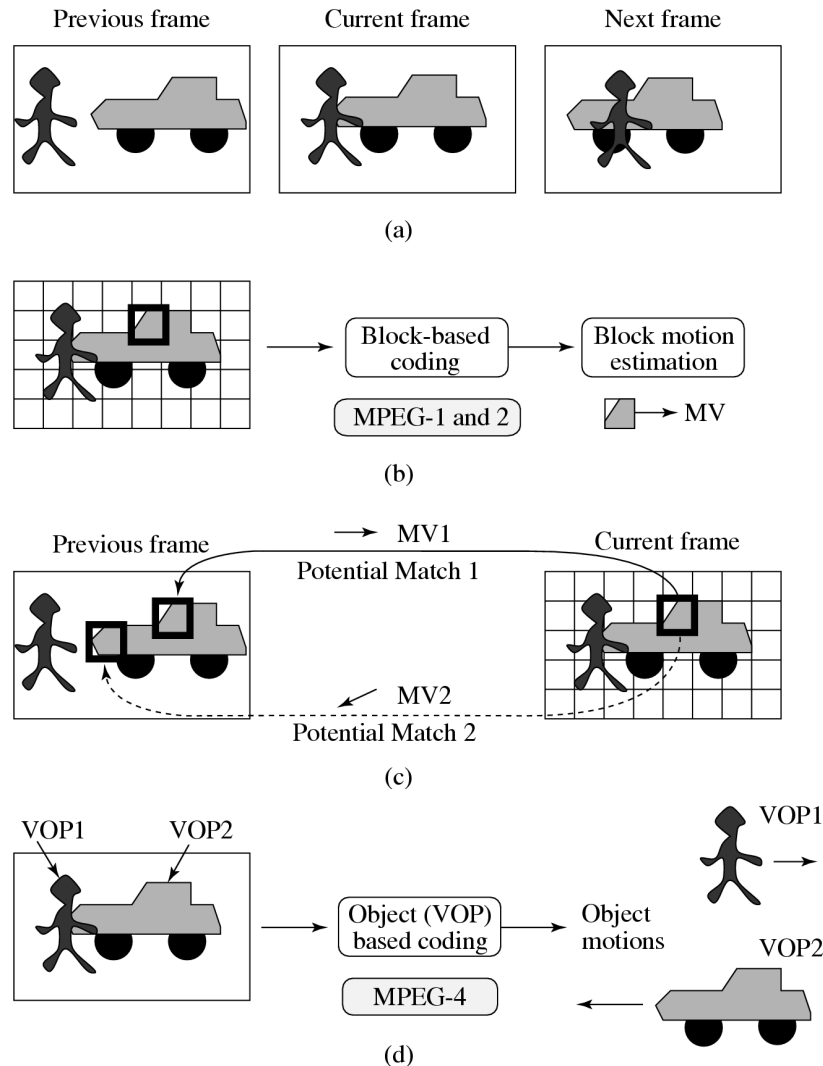 Previous frame
Current frame
Next frame
(a)
Block-based
coding
Block motion
estimation
MPEG-1 and 2
MV
(b)
MV1
Previous frame
Potential Match 1
Current frame
MV2
Potential Match 2
(c)
VOP1
VOP2
VOP1
Object (VOP)
based coding
Object
motions
VOP2
MPEG-4
(d)